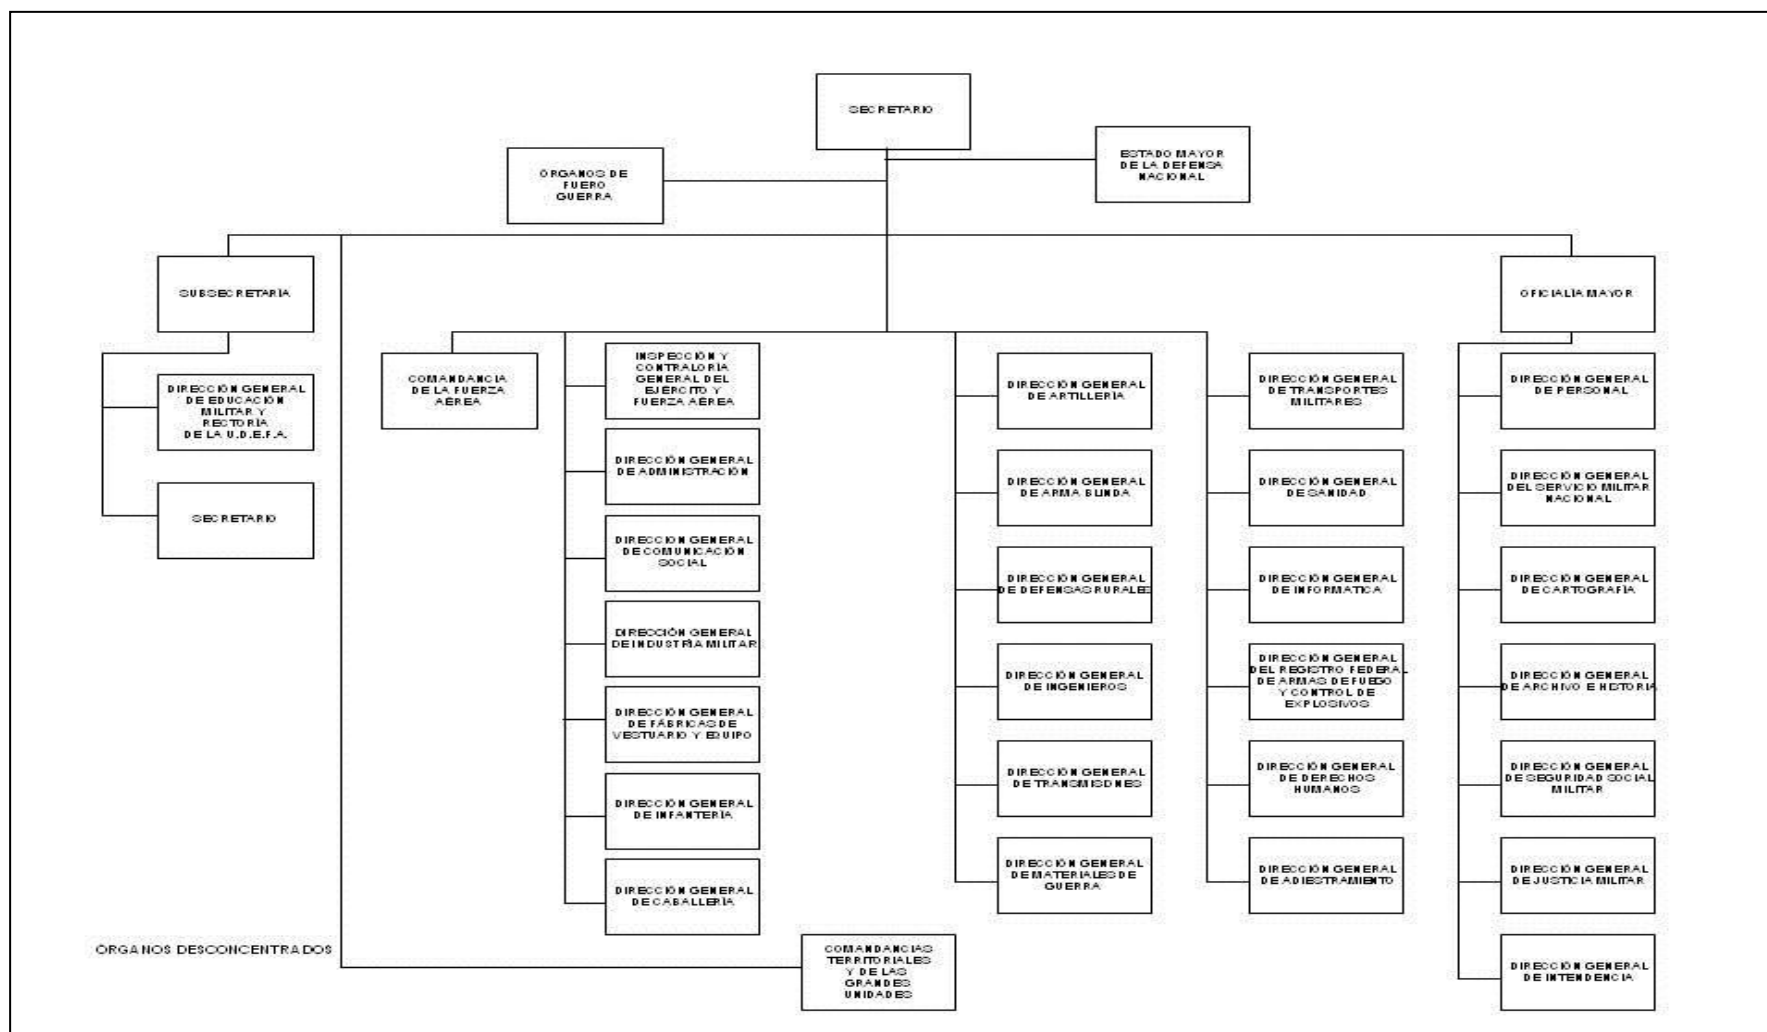 SECRETARIO
ESTADO MAYOR
DE LA DEFENSA
NACIONAL
ORGANOS DE
FUERO
GUERRA
SUBSECRETARÍA
OFICIALÍA MAYOR
DIRECCIÓN GENERAL
DE EDUCACIÓN
MILITAR Y
RECTORÍA
DE LA U.D.E.F.A.
SECRETARIO
COMANDANCIA
DE LA FUERZA
AÉREA
INSPECCIÓN Y
CONTRALORÍA
GENERAL DEL
EJÉRCITO Y
FUERZA AÉREA
DIRECCIÓN GENERAL
DE ADMINISTRACIÓN
DIRECCIÓN GENERAL
DE COMUNICACIÓN
SOCIAL
DIRECCIÓN GENERAL
DE INDUSTRÍA MILITAR
DIRECCIÓN GENERAL
DE FÁBRICAS DE
VESTUARIO Y EQUIPO
DIRECCIÓN GENERAL
DE INFANTERÍA
DIRECCIÓN GENERAL
DE CABALLERÍA
DIRECCIÓN GENERAL
DE ARTILLERÍA
DIRECCIÓN GENERAL
DE ARMA BLINDA
DIRECCIÓN GENERAL
DE DEFENSAS RURALES
DIRECCIÓN GENERAL
DE INGENIEROS
DIRECCIÓN GENERAL
DE TRANSMISONES
DIRECCIÓN GENERAL
DE MATERIALES DE
GUERRA
DIRECCIÓN GENERAL
DE TRANSPORTES
MILITARES
DIRECCIÓN GENERAL
DE SANIDAD
DIRECCIÓN GENERAL
DE INFORMATICA
DIRECCIÓN GENERAL
DEL REGISTRO FEDERAL
DE ARMAS DE FUEGO
Y CONTROL DE
EXPLOSIVOS
DIRECCIÓN GENERAL
DE DERECHOS
HUMANOS
DIRECCIÓN GENERAL
DE ADIESTRAMIENTO
DIRECCIÓN GENERAL
DE PERSONAL
DIRECCIÓN GENERAL
DEL SERVICIO MILITAR
NACIONAL
DIRECCIÓN GENERAL
DE CARTOGRAFÍA
DIRECCIÓN GENERAL
DE ARCHIVO E HISTORIA
DIRECCIÓN GENERAL
DE SEGURIDAD SOCIAL
MILITAR
DIRECCIÓN GENERAL
DE JUSTICIA MILITAR
DIRECCIÓN GENERAL
DE INTENDENCIA
ÓRGANOS DESCONCENTRADOS
COMANDANCIAS
TERRITORIALES
Y DE LAS
GRANDES
UNIDADES